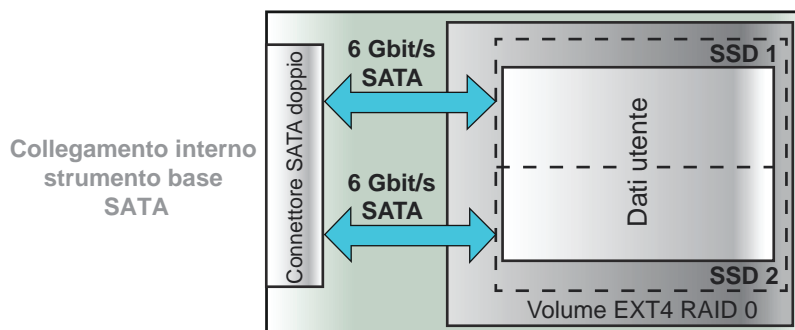 Collegamento interno
strumento base
SATA
Connettore SATA doppio
6 Gbit/s
SATA
6 Gbit/s
SATA
SSD 1
Dati utente
SSD 2
Volume EXT4 RAID 0